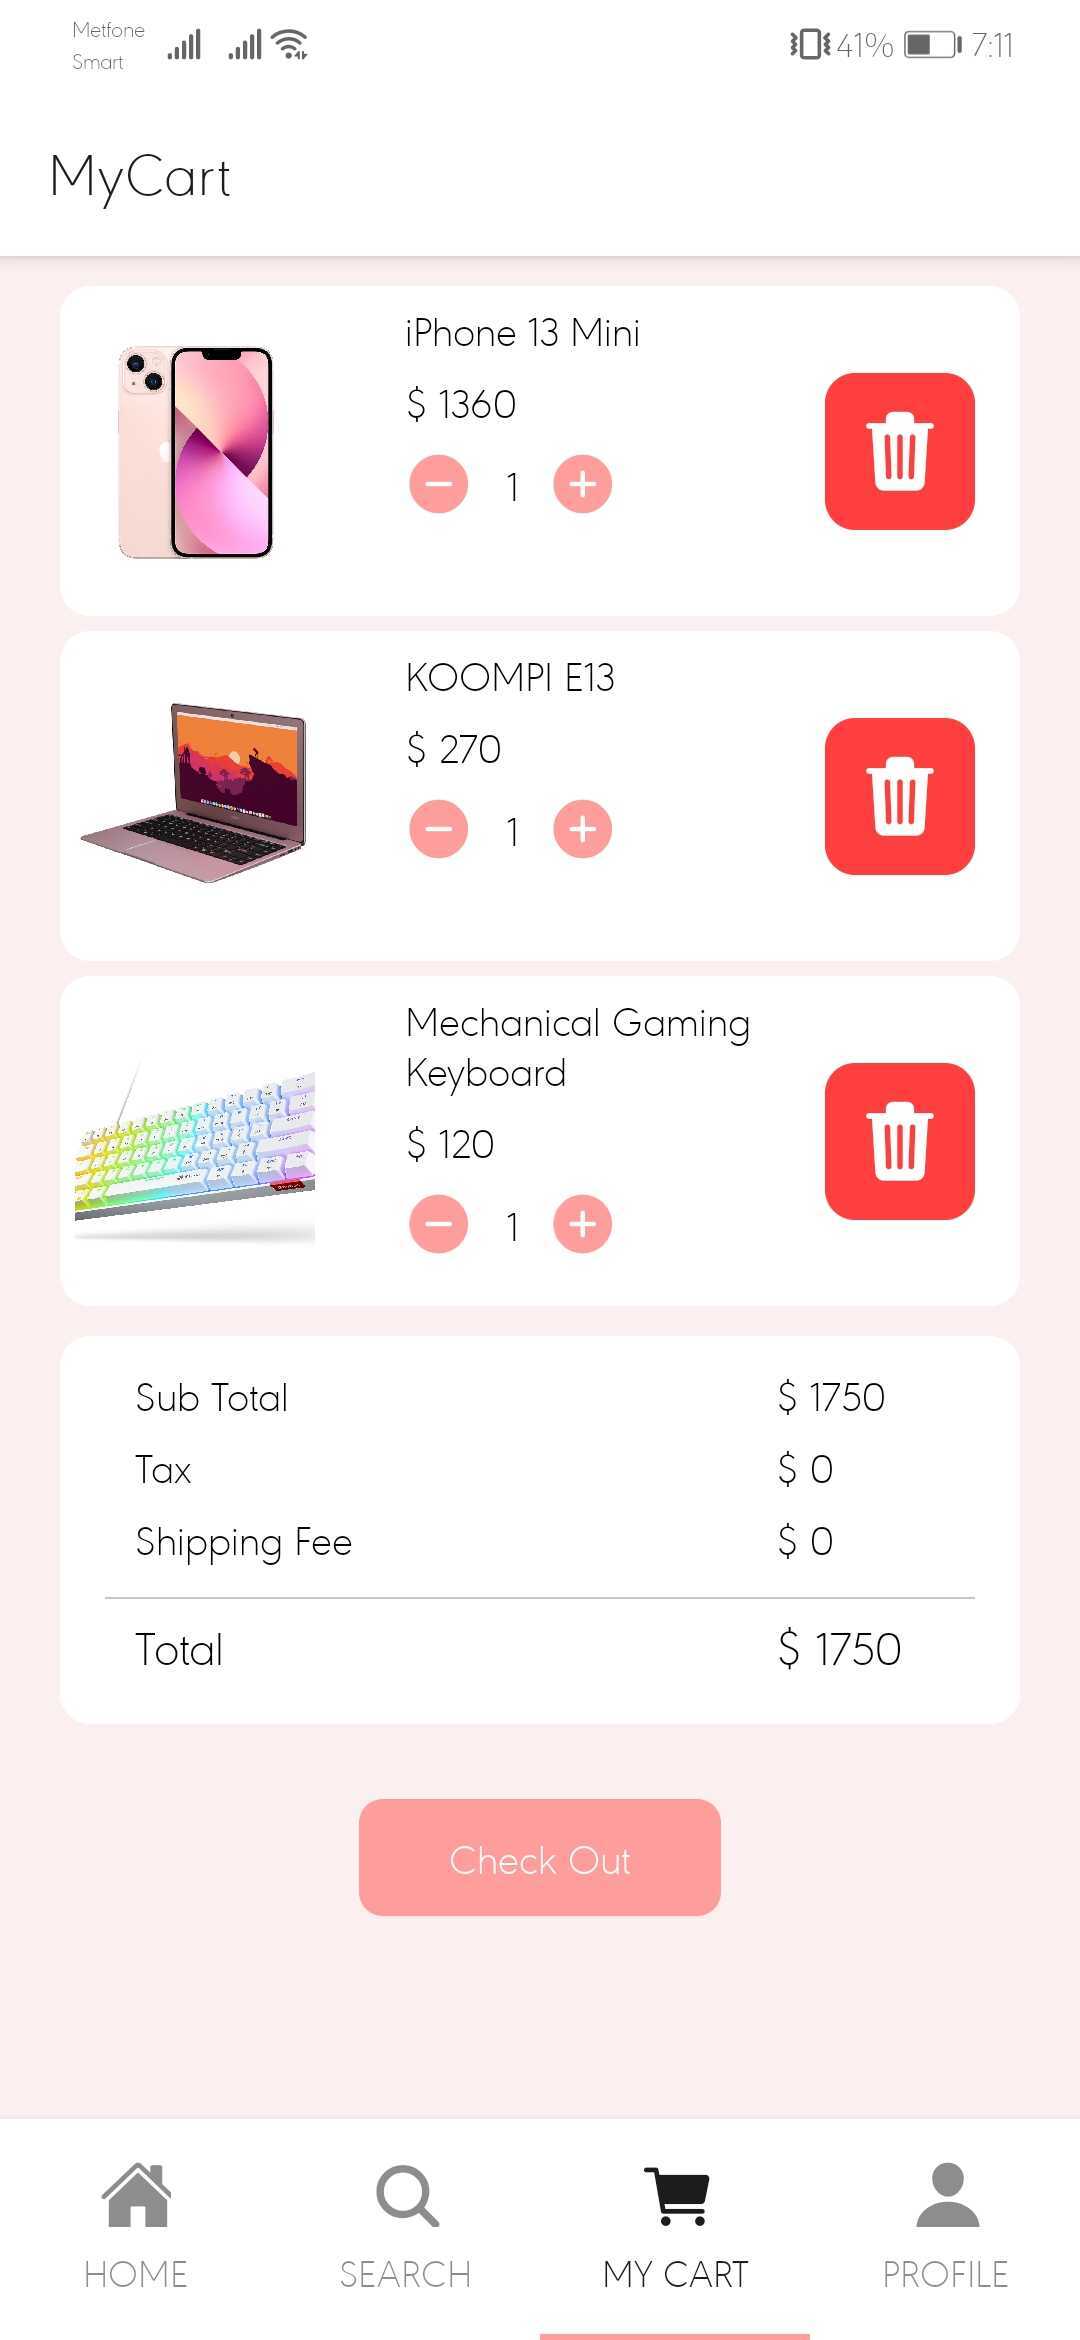 Metfone
Smart
41% 7:11
MyCart
iPhone 13 Mini
$ 1360
1
KOOMPI E13
$ 270
1
Mechanical Gaming
Keyboard
$ 120
1
Sub Total $ 1750
Tax $ 0
Shipping Fee $ 0
Total $ 1750
Check Out
HOME SEARCH MY CART PROFILE